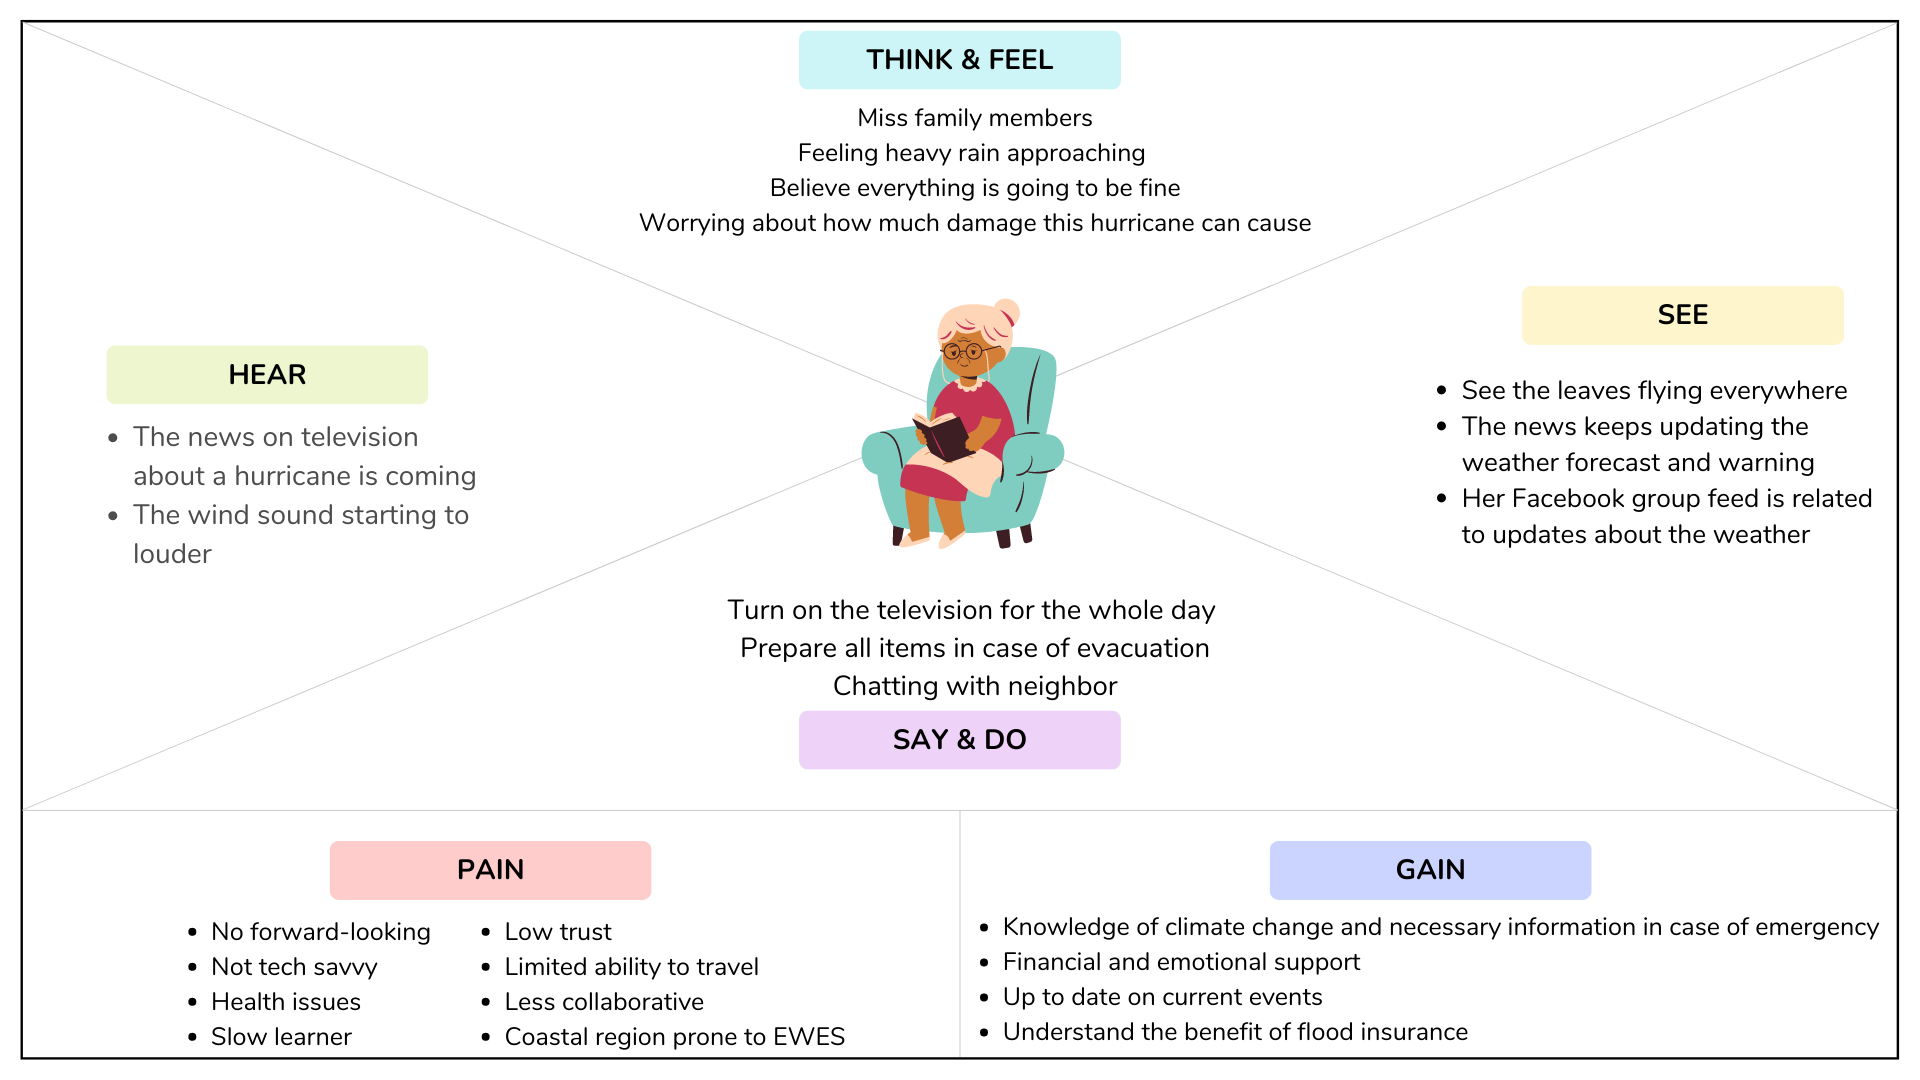 THINK & FEEL
Miss family members
Feeling heavy rain approaching
Believe everything is going to be fine
Worrying about how much damage this hurricane can cause
HEAR
• The news on television
about a hurricane is coming
• The wind sound starting to
louder
SEE
• See the leaves flying everywhere
• The news keeps updating the
weather forecast and warning
• Her Facebook group feed is related
to updates about the weather
Turn on the television for the whole day
Prepare all items in case of evacuation
Chatting with neighbor
SAY & DO
PAIN
• No forward-looking
• Not tech savvy
• Health issues
• Slow learner
• Low trust
• Limited ability to travel
• Less collaborative
• Coastal region prone to EWES
GAIN
• Knowledge of climate change and necessary information in case of emergency
• Financial and emotional support
• Up to date on current events
• Understand the benefit of flood insurance